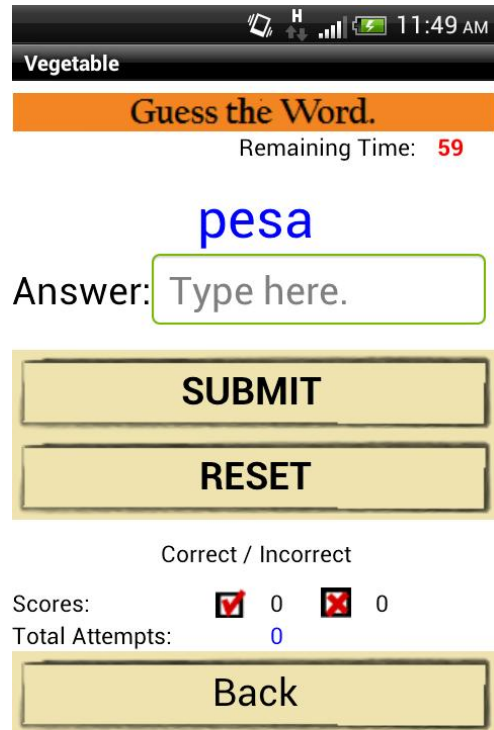 H 11:49 AM
Vegetable
Guess the Word.
Remaining Time: 59
pesa
Answer: Type here.
SUBMIT
RESET
Correct / Incorrect
Scores: 0 0
Total Attempts: 0
Back